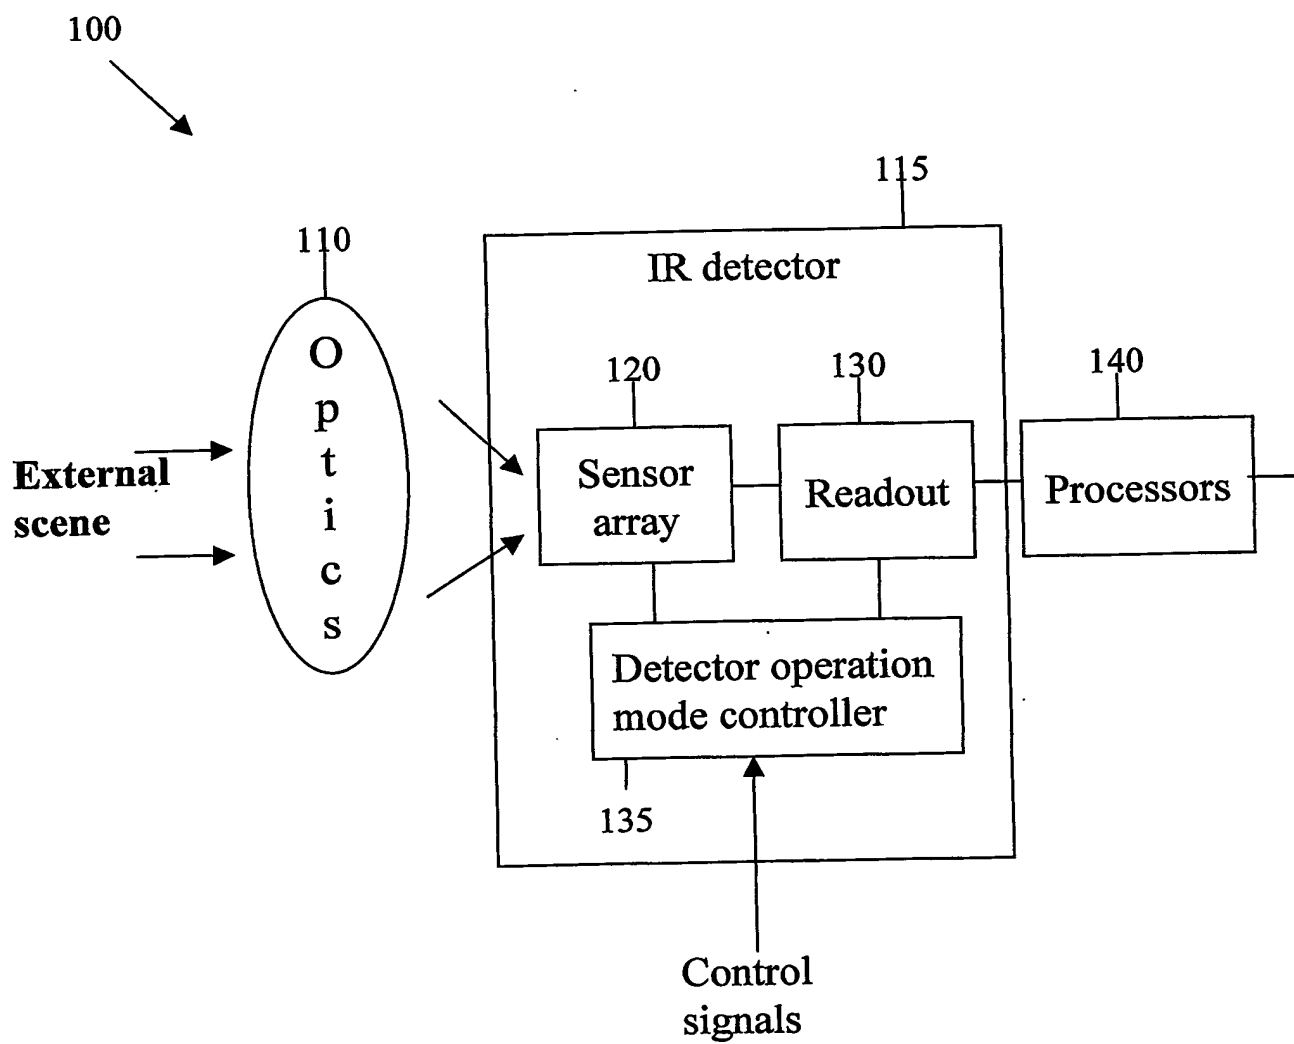 100
115
110
IR detector
Optics
120
130
140
External
scene
Sensor
array
Readout
Processors
Detector operation
mode controller
135
Control
signals